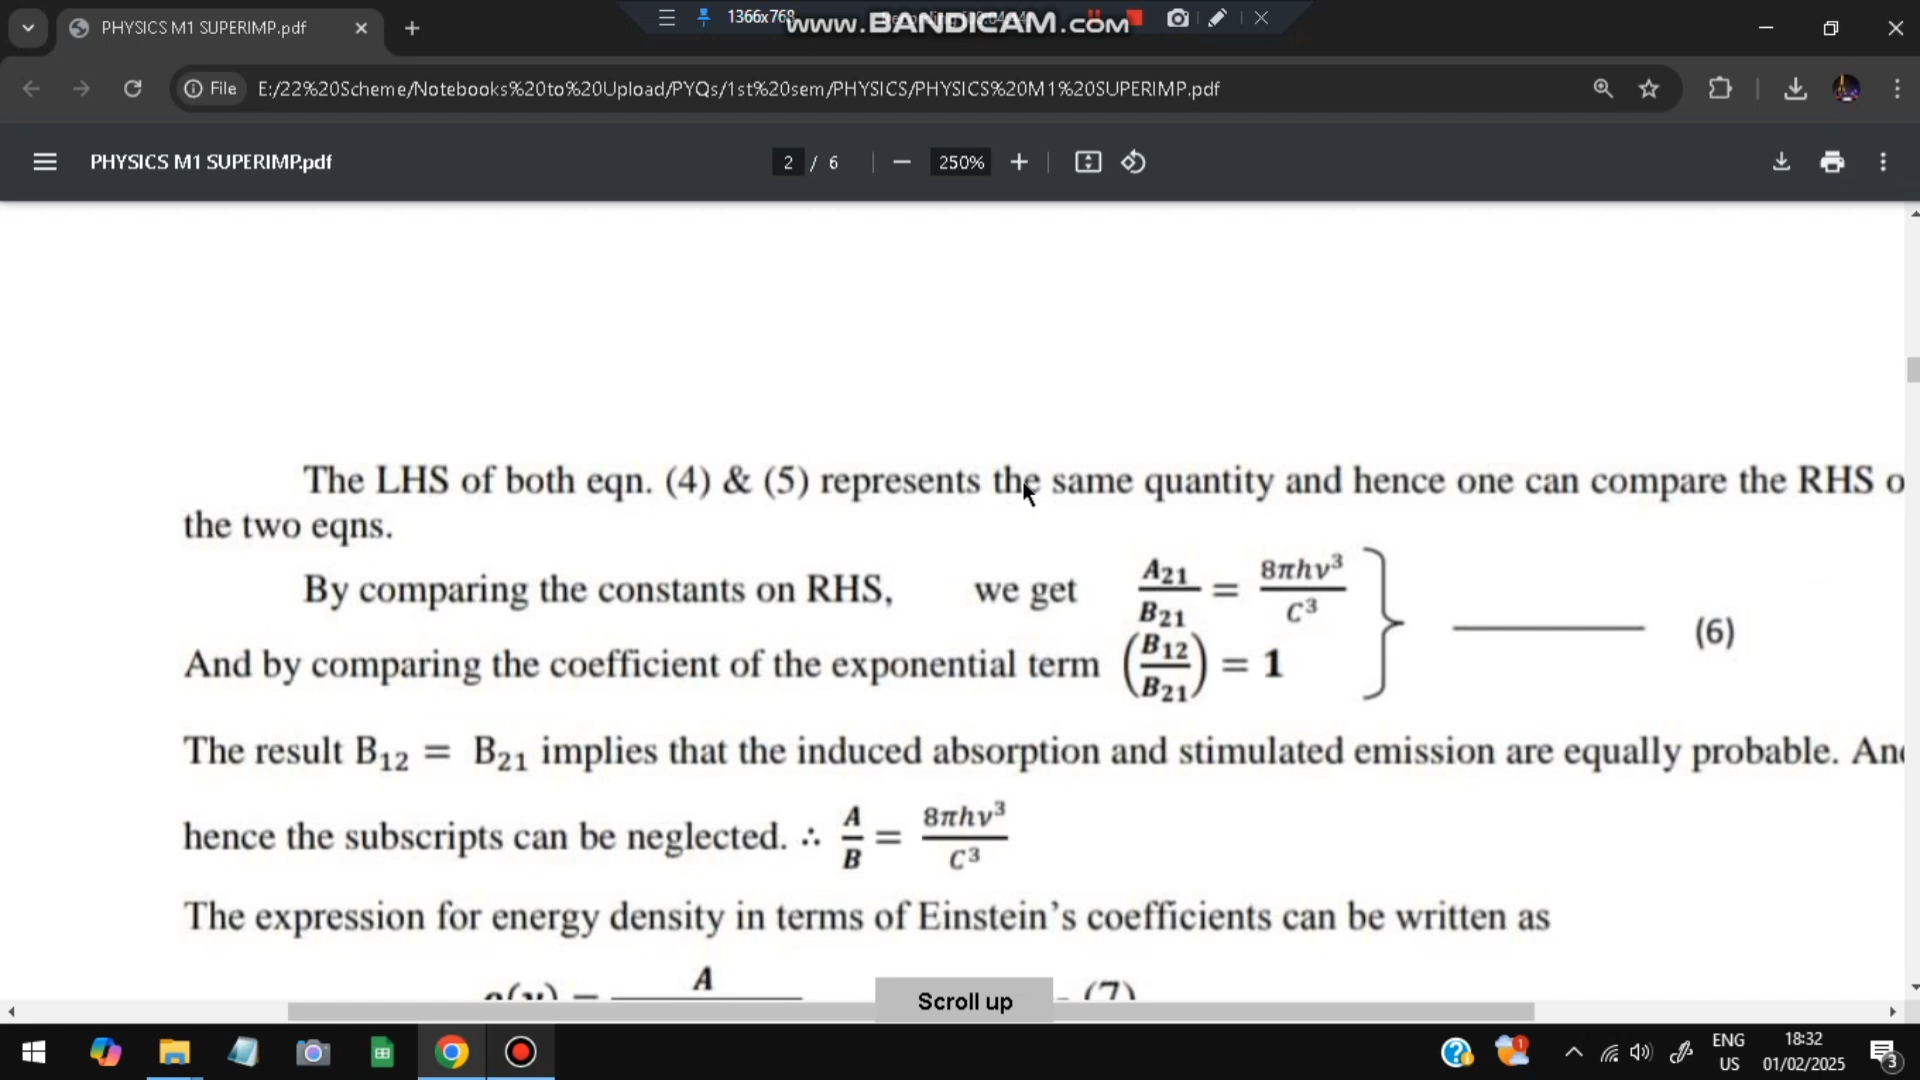 PHYSICS M1 SUPERIMP.pdf
1366x768
www.BANDICAM.com
File
E:/22%20Scheme/Notebooks%20to%20Upload/PYQs/1st%20sem/PHYSICS/PHYSICS%20M1%20SUPERIMP.pdf
PHYSICS M1 SUPERIMP.pdf
2 / 6
250%
The LHS of both eqn. (4) & (5) represents the same quantity and hence one can compare the RHS o
the two eqns.
By comparing the constants on RHS, we get A₂₁/B₂₁ = 8πhν³/C³
(6)
And by comparing the coefficient of the exponential term (B₁₂/B₂₁) = 1
The result B₁₂ = B₂₁ implies that the induced absorption and stimulated emission are equally probable. And
hence the subscripts can be neglected. ∴ A/B = 8πhν³/C³
The expression for energy density in terms of Einstein's coefficients can be written as
A
(7)
Scroll up
1
ENG
US
18:32
01/02/2025
3